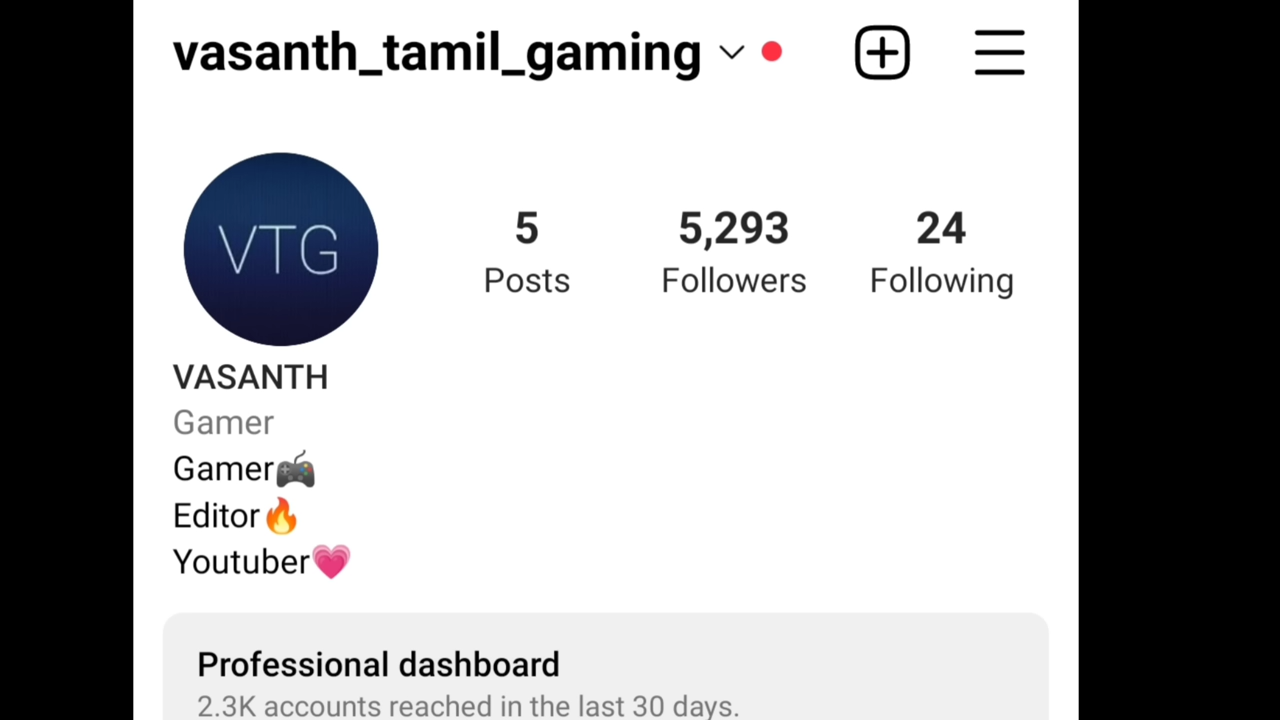 vasanth_tamil_gaming
VTG
5 5,293 24
Posts Followers Following
VASANTH
Gamer
Gamer🎮
Editor🔥
Youtuber💗
Professional dashboard
2.3K accounts reached in the last 30 days.